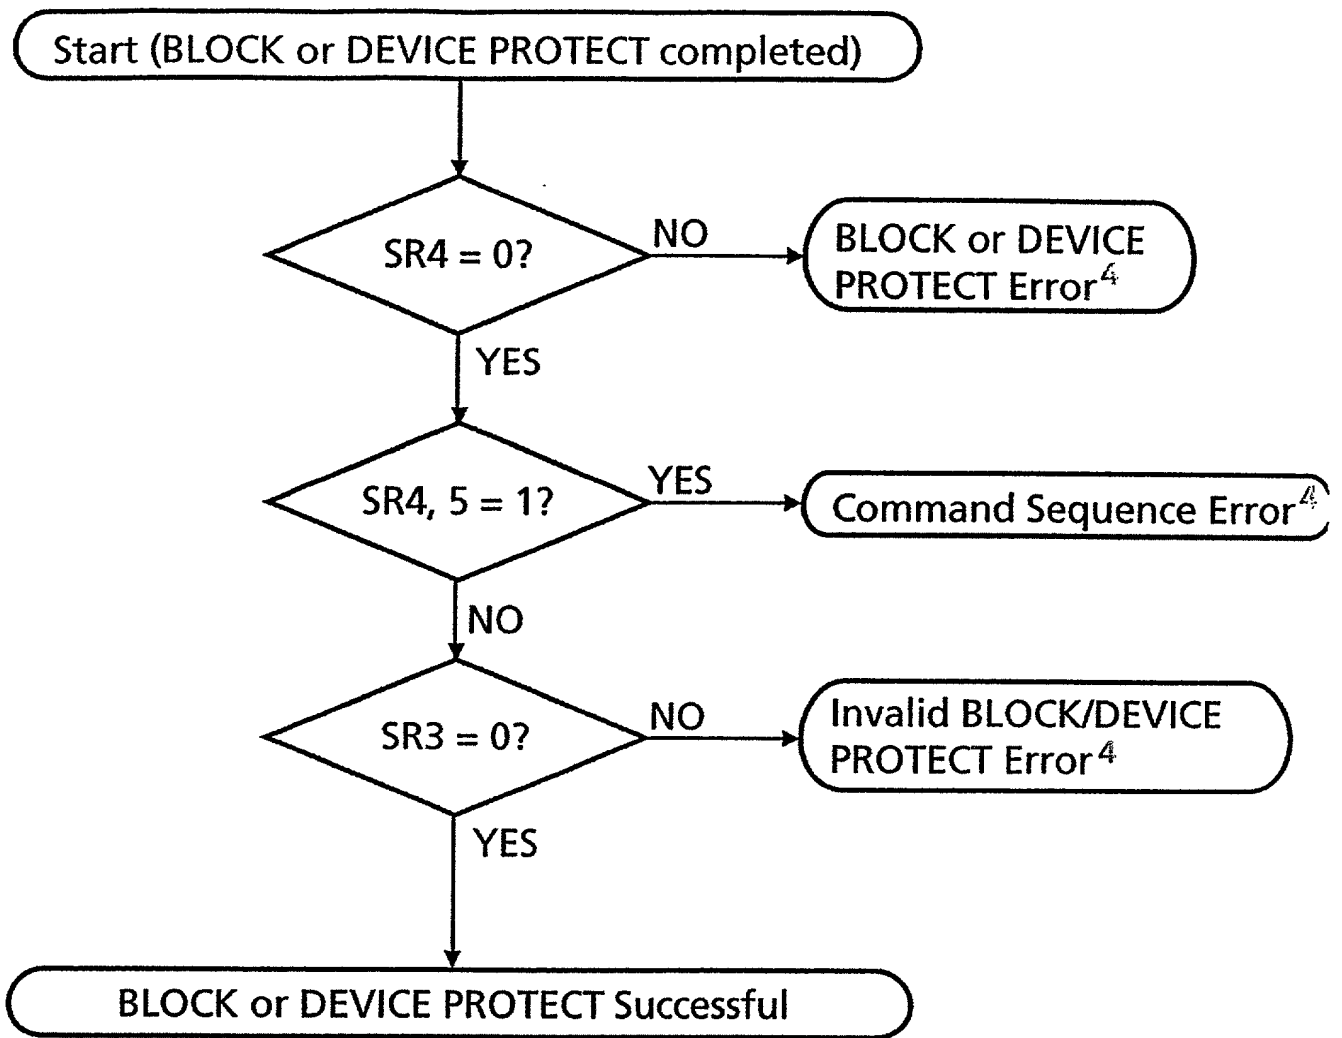 Start (BLOCK or DEVICE PROTECT completed)
SR4 = 0?
NO
BLOCK or DEVICE
PROTECT Error⁴
YES
SR4, 5 = 1?
YES
Command Sequence Error⁴
NO
SR3 = 0?
NO
Invalid BLOCK/DEVICE
PROTECT Error⁴
YES
BLOCK or DEVICE PROTECT Successful